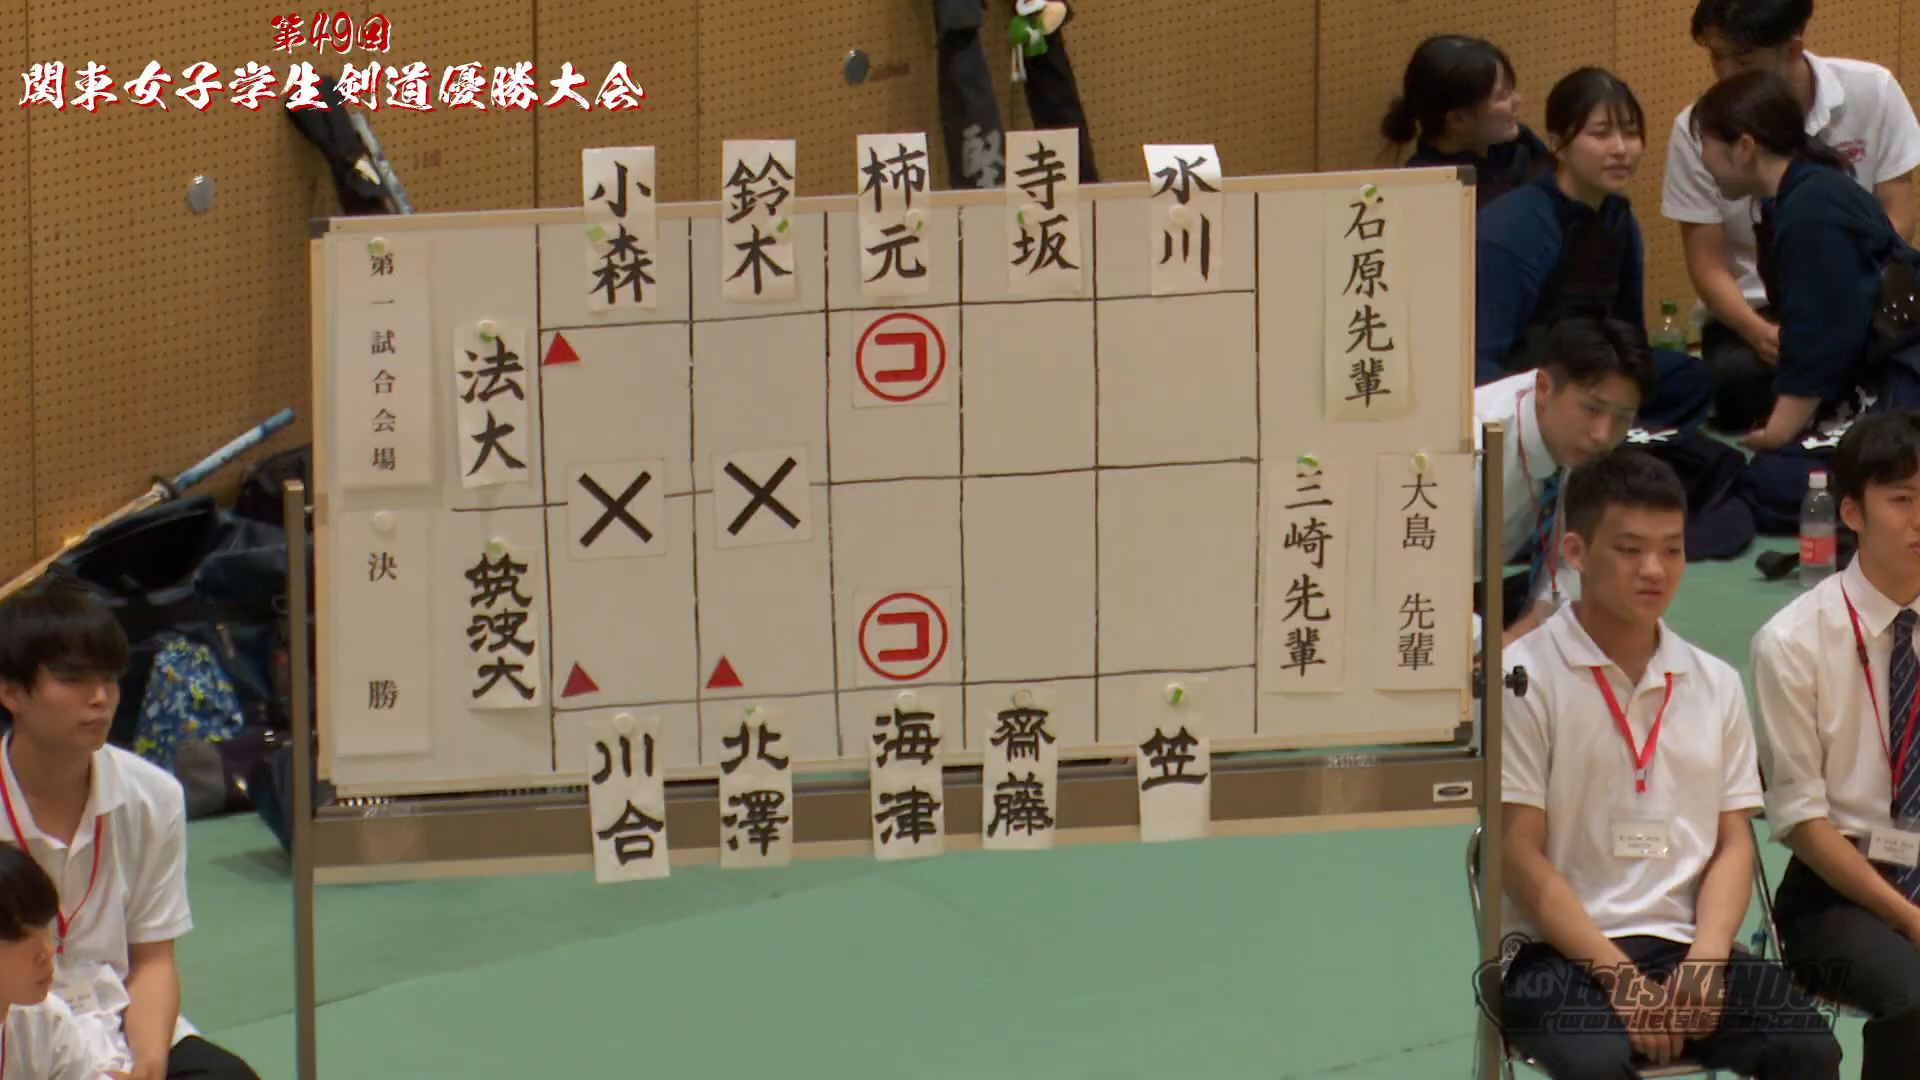 第49回
関東女子学生剣道優勝大会
小森
鈴木
柿元
寺坂
水川
石原先輩
第一試合会場
法大
▲
コ
×
×
三崎先輩
大島 先輩
決勝
筑波大
▲
▲
コ
川合
北澤
海津
齋藤
笠
Let's KENDO!
www.letskendo.com